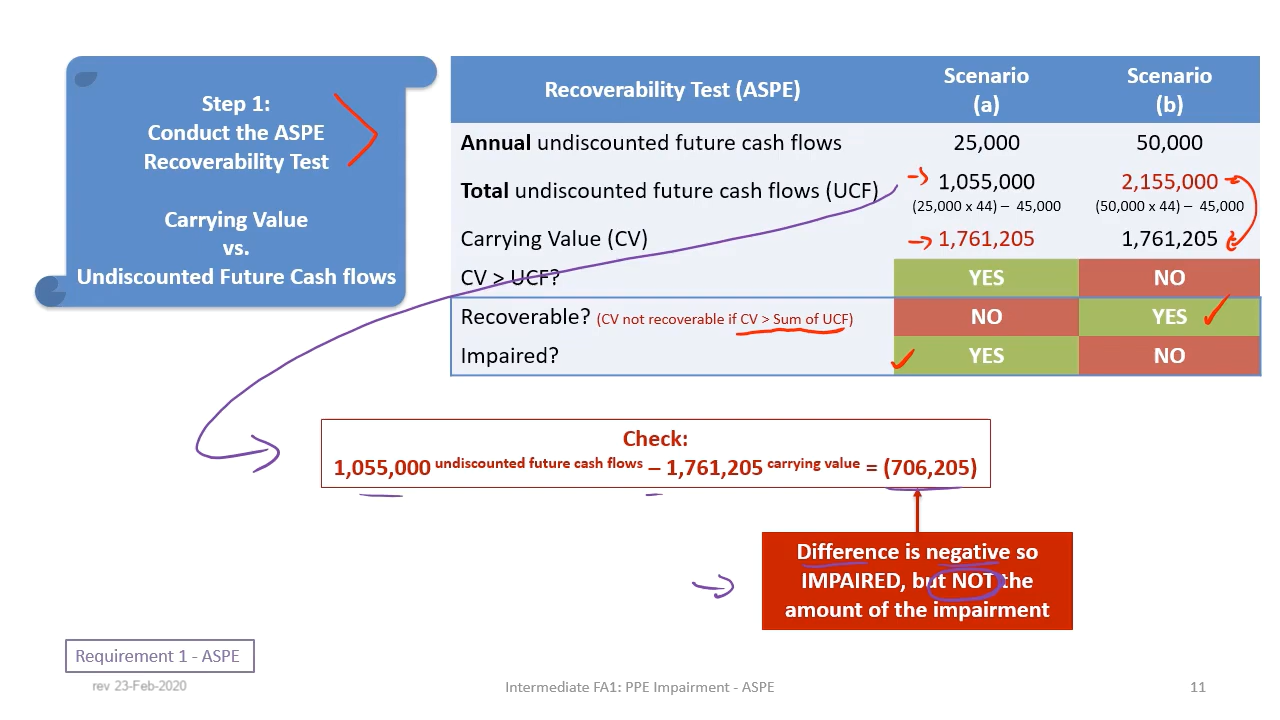 Step 1:
Conduct the ASPE
Recoverability Test
Carrying Value
vs.
Undiscounted Future Cash flows
Recoverability Test (ASPE)
Scenario
(a)
Scenario
(b)
Annual undiscounted future cash flows
25,000
50,000
Total undiscounted future cash flows (UCF)
1,055,000
(25,000 x 44) – 45,000
2,155,000
(50,000 x 44) – 45,000
Carrying Value (CV)
1,761,205
1,761,205
CV > UCF?
YES
NO
Recoverable? (CV not recoverable if CV > Sum of UCF)
NO
YES
Impaired?
YES
NO
Check:
1,055,000 undiscounted future cash flows – 1,761,205 carrying value = (706,205)
Difference is negative so
IMPAIRED, but NOT the
amount of the impairment
Requirement 1 - ASPE
rev 23-Feb-2020
Intermediate FA1: PPE Impairment - ASPE
11